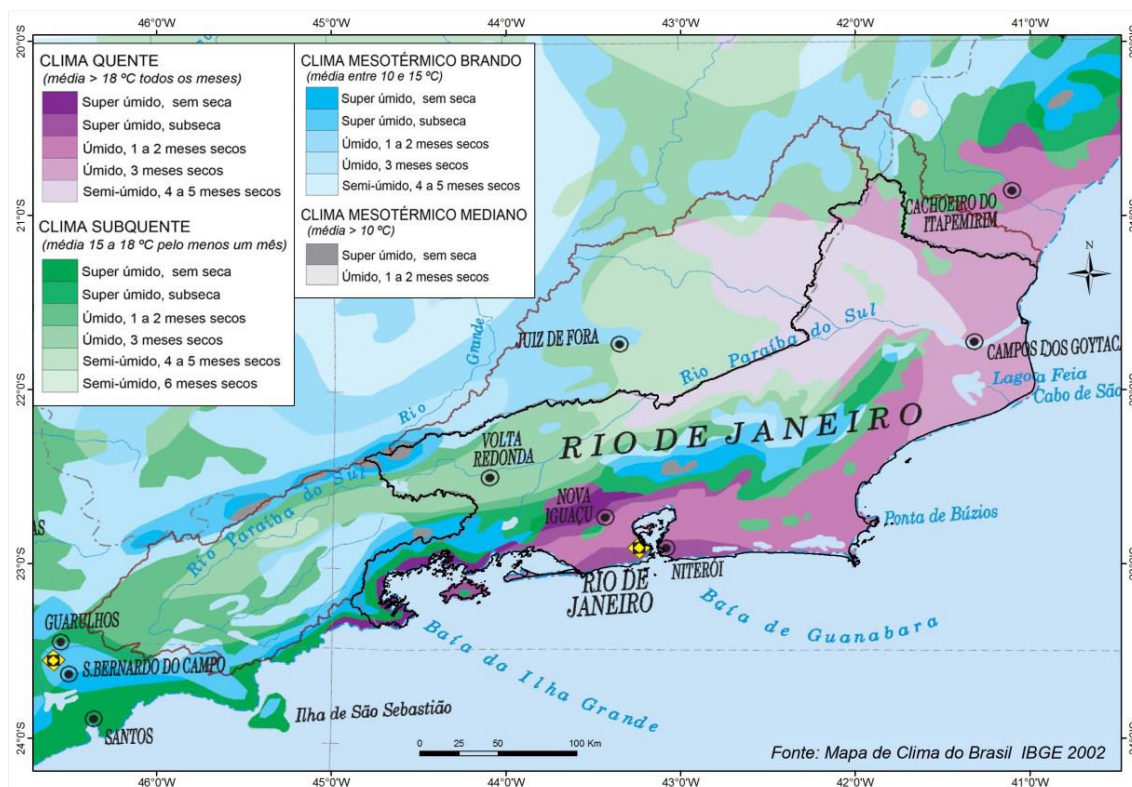 46°0'W
45°0'W
44°0'W
43°0'W
42°0'W
41°0'W
20°0'S
CLIMA QUENTE
(média > 18 ºC todos os meses)
Super úmido, sem seca
Super úmido, subseca
Úmido, 1 a 2 meses secos
Úmido, 3 meses secos
Semi-úmido, 4 a 5 meses secos
CLIMA SUBQUENTE
(média 15 a 18 ºC pelo menos um mês)
Super úmido, sem seca
Super úmido, subseca
Úmido, 1 a 2 meses secos
Úmido, 3 meses secos
Semi-úmido, 4 a 5 meses secos
Semi-úmido, 6 meses secos
CLIMA MESOTÉRMICO BRANDO
(média entre 10 e 15 ºC)
Super úmido, sem seca
Super úmido, subseca
Úmido, 1 a 2 meses secos
Úmido, 3 meses secos
Semi-úmido, 4 a 5 meses secos
CLIMA MESOTÉRMICO MEDIANO
(média > 10 ºC)
Super úmido, sem seca
Úmido, 1 a 2 meses secos
21°0'S
CACHOEIRO DO
ITAPEMIRIM
N
Rio Grande
JUIZ DE FORA
Rio Paraíba do Sul
CAMPOS DOS GOYTACA
Lagoa Feia
Cabo de São
22°0'S
RIO DE JANEIRO
VOLTA
REDONDA
Rio Paraíba do Sul
Rio Paraíba do Sul
NOVA
IGUAÇU
Ponta de Búzios
AS
23°0'S
NITERÓI
RIO DE
JANEIRO
Baía de Guanabara
GUARULHOS
S.BERNARDO DO CAMPO
Baía da Ilha Grande
Ilha de São Sebastião
SANTOS
24°0'S
0 25 50 100 Km
Fonte: Mapa de Clima do Brasil IBGE 2002
46°0'W
45°0'W
44°0'W
43°0'W
42°0'W
41°0'W